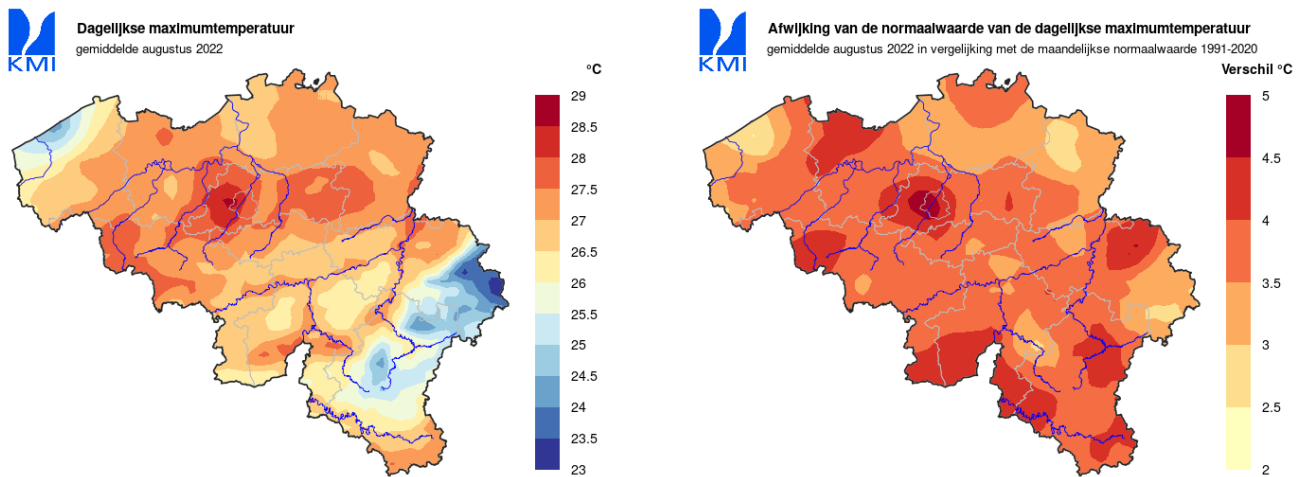 KMI
Dagelijkse maximumtemperatuur
gemiddelde augustus 2022
°C
29
28.5
28
27.5
27
26.5
26
25.5
25
24.5
24
23.5
23
KMI
Afwijking van de normaalwaarde van de dagelijkse maximumtemperatuur
gemiddelde augustus 2022 in vergelijking met de maandelijkse normaalwaarde 1991-2020
Verschil °C
5
4.5
4
3.5
3
2.5
2